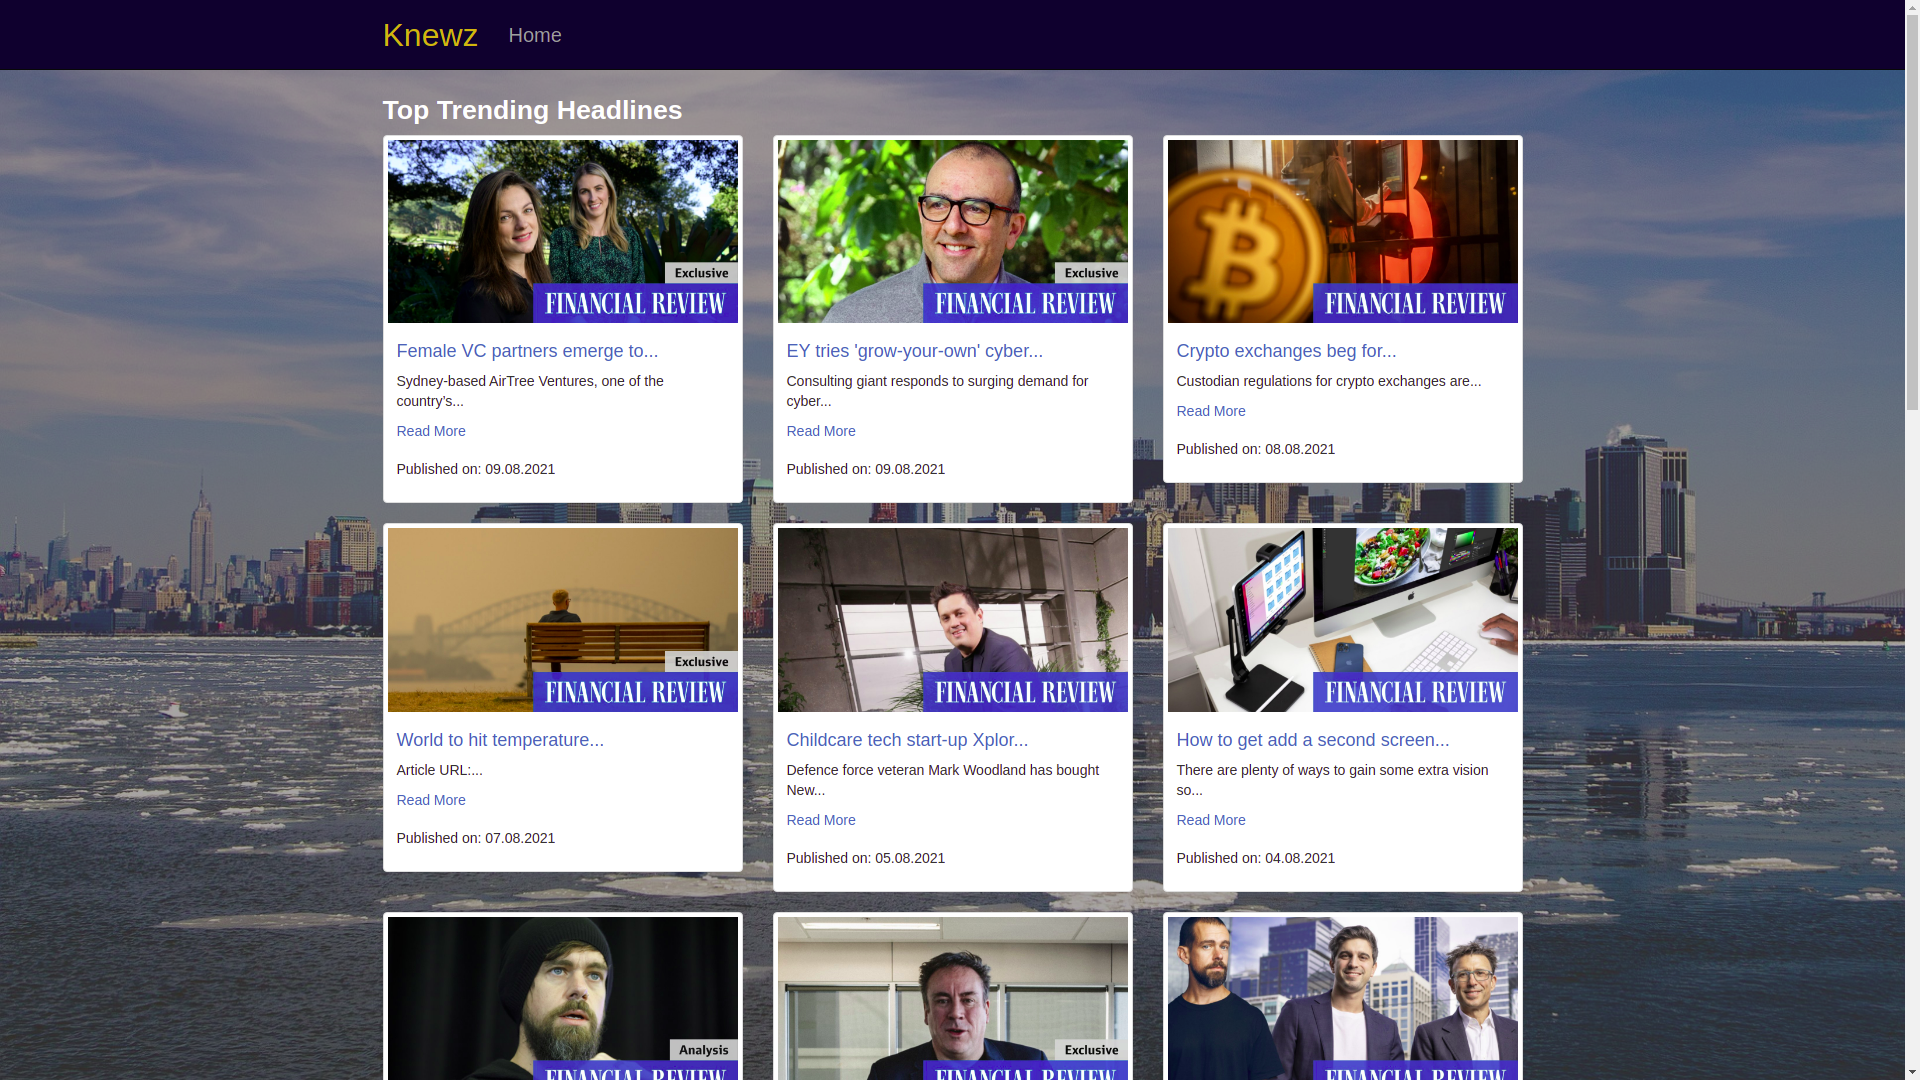 Knewz
Home
Top Trending Headlines
Exclusive
FINANCIAL REVIEW
Female VC partners emerge to...
Sydney-based AirTree Ventures, one of the
country’s...
Read More
Published on: 09.08.2021
Exclusive
FINANCIAL REVIEW
EY tries 'grow-your-own' cyber...
Consulting giant responds to surging demand for
cyber...
Read More
Published on: 09.08.2021
FINANCIAL REVIEW
Crypto exchanges beg for...
Custodian regulations for crypto exchanges are...
Read More
Published on: 08.08.2021
Exclusive
FINANCIAL REVIEW
World to hit temperature...
Article URL:...
Read More
Published on: 07.08.2021
FINANCIAL REVIEW
Childcare tech start-up Xplor...
Defence force veteran Mark Woodland has bought
New...
Read More
Published on: 05.08.2021
FINANCIAL REVIEW
How to get add a second screen...
There are plenty of ways to gain some extra vision
so...
Read More
Published on: 04.08.2021
Analysis
FINANCIAL REVIEW
Exclusive
FINANCIAL REVIEW
FINANCIAL REVIEW